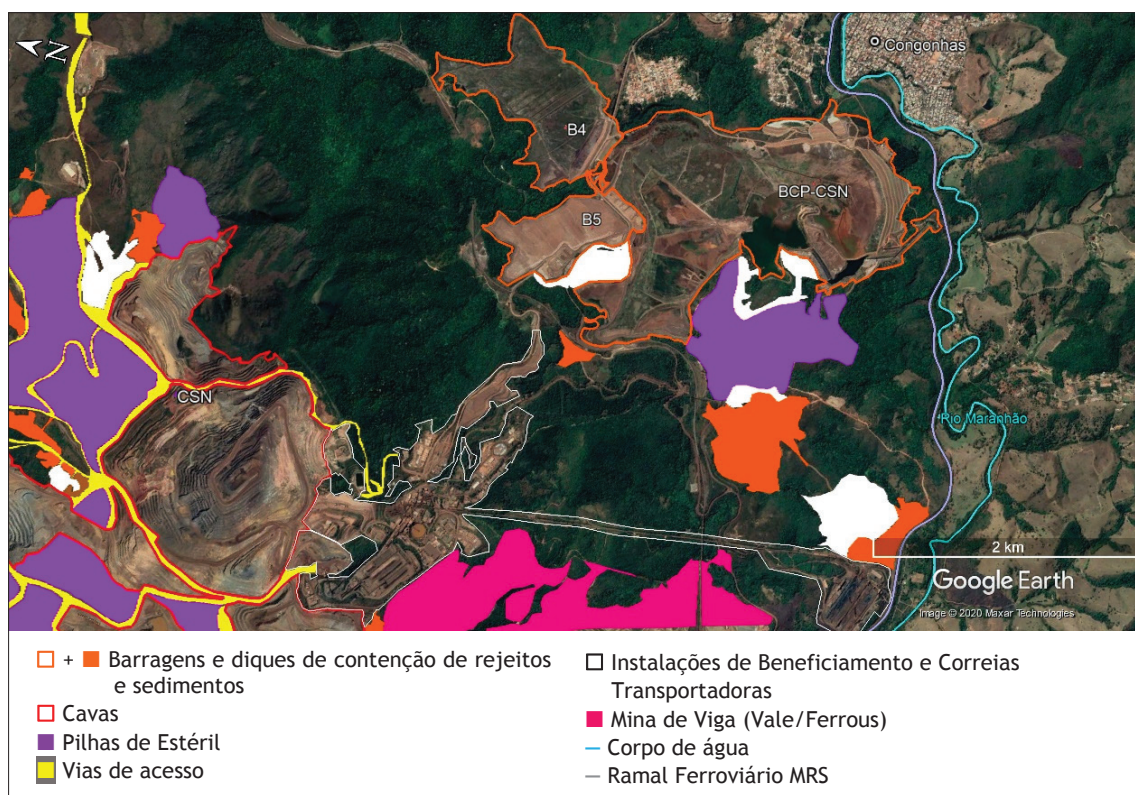 N
Congonhas
B4
BCP-CSN
B5
CSN
Rio Maranhão
2 km
Google Earth
Image © 2020 Maxar Technologies
+ Barragens e diques de contenção de rejeitos
e sedimentos
Cavas
Pilhas de Estéril
Vias de acesso
Instalações de Beneficiamento e Correias
Transportadoras
Mina de Viga (Vale/Ferrous)
Corpo de água
Ramal Ferroviário MRS